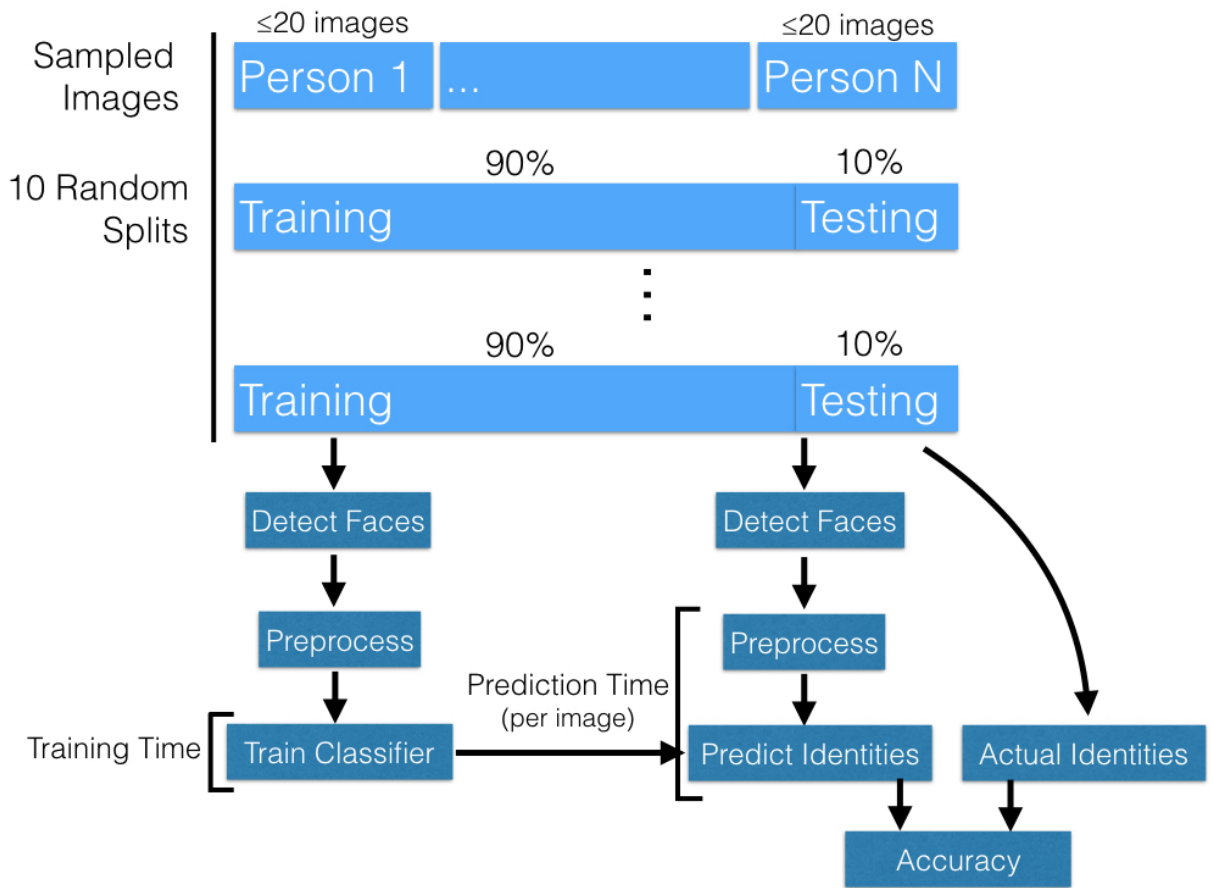 ≤20 images
≤20 images
Sampled
Images
Person 1
...
Person N
90%
10%
10 Random
Splits
Training
Testing
90%
10%
Training
Testing
Detect Faces
Detect Faces
Preprocess
Preprocess
Prediction Time
(per image)
Training Time
Train Classifier
Predict Identities
Actual Identities
Accuracy